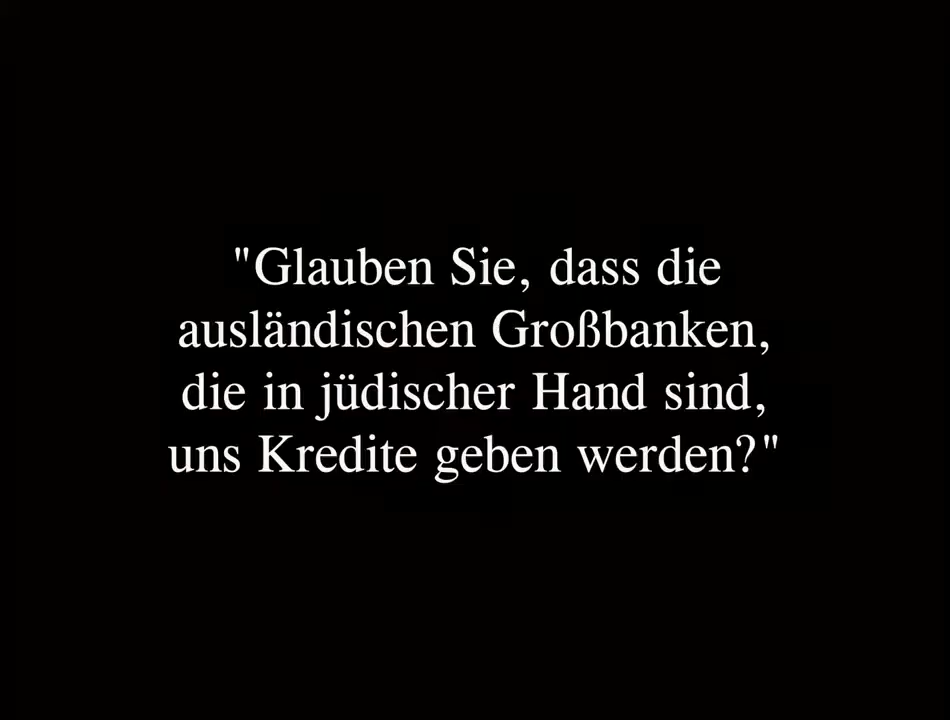 "Glauben Sie, dass die
ausländischen Großbanken,
die in jüdischer Hand sind,
uns Kredite geben werden?"